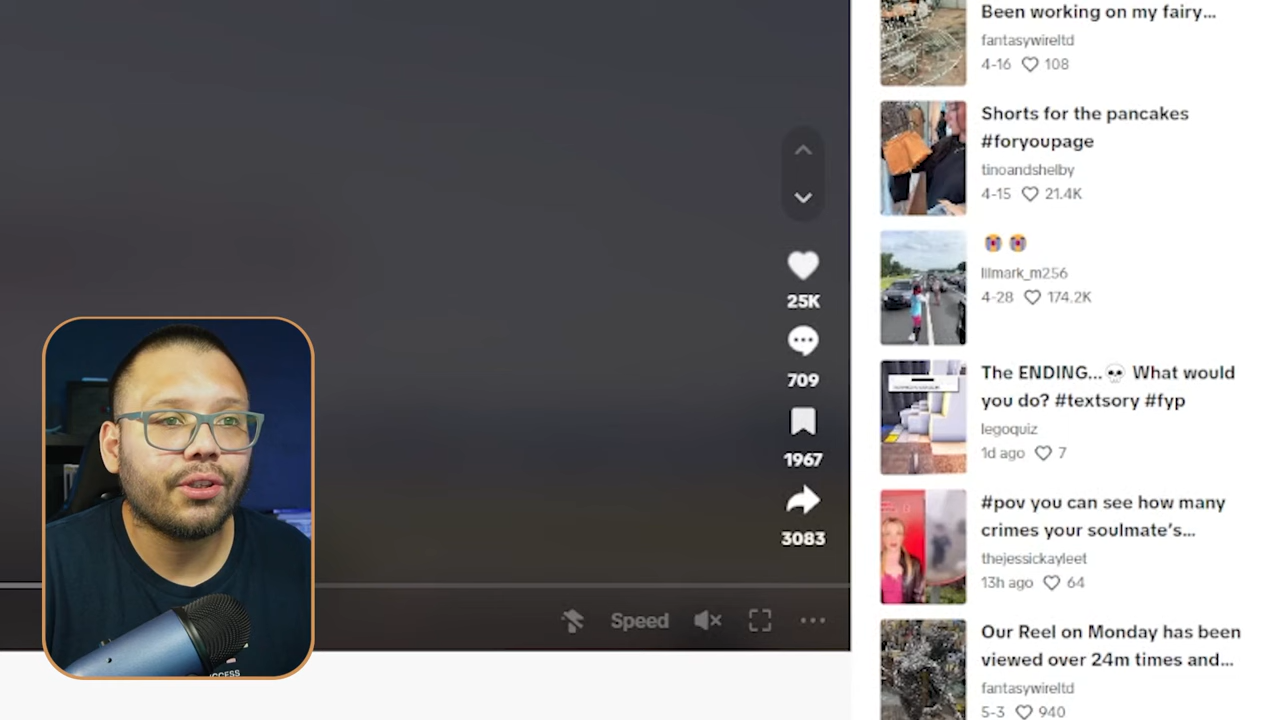 Been working on my fairy...
fantasywireltd
4-16 108
Shorts for the pancakes
#foryoupage
tinoandshelby
4-15 21.4K
lilmark_m256
4-28 174.2K
The ENDING...💀 What would
you do? #textsory #fyp
legoquiz
1d ago 7
#pov you can see how many
crimes your soulmate's...
thejessickayleet
13h ago 64
Our Reel on Monday has been
viewed over 24m times and...
fantasywireltd
5-3 940
25K
709
1967
3083
Speed